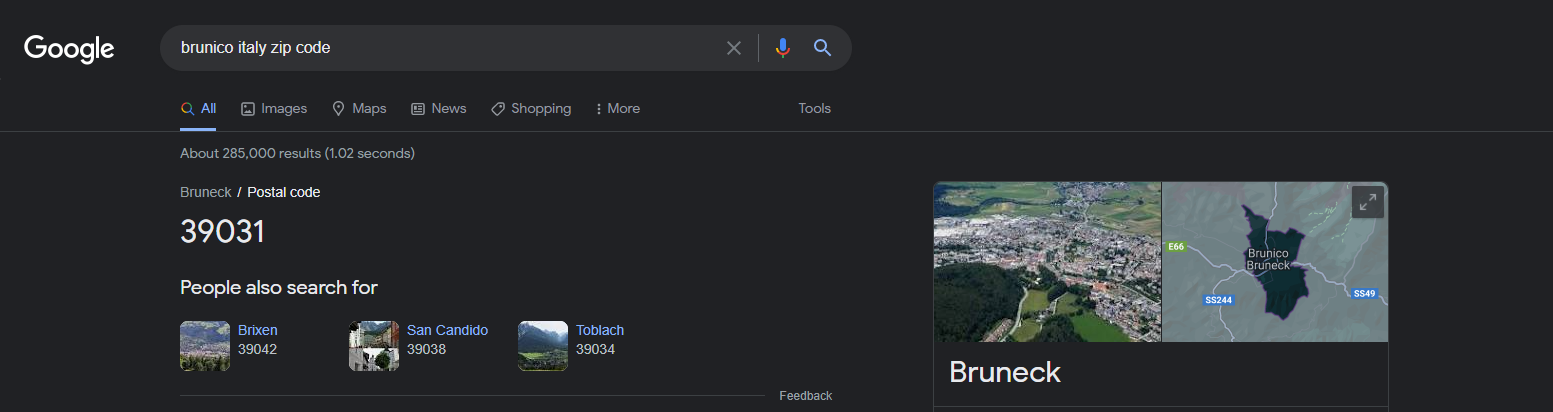 Google
brunico italy zip code
All Images Maps News Shopping More Tools
About 285,000 results (1.02 seconds)
Bruneck / Postal code
39031
People also search for
Brixen
39042
San Candido
39038
Toblach
39034
Feedback
E66
Brunico
Bruneck
SS244
SS49
Bruneck